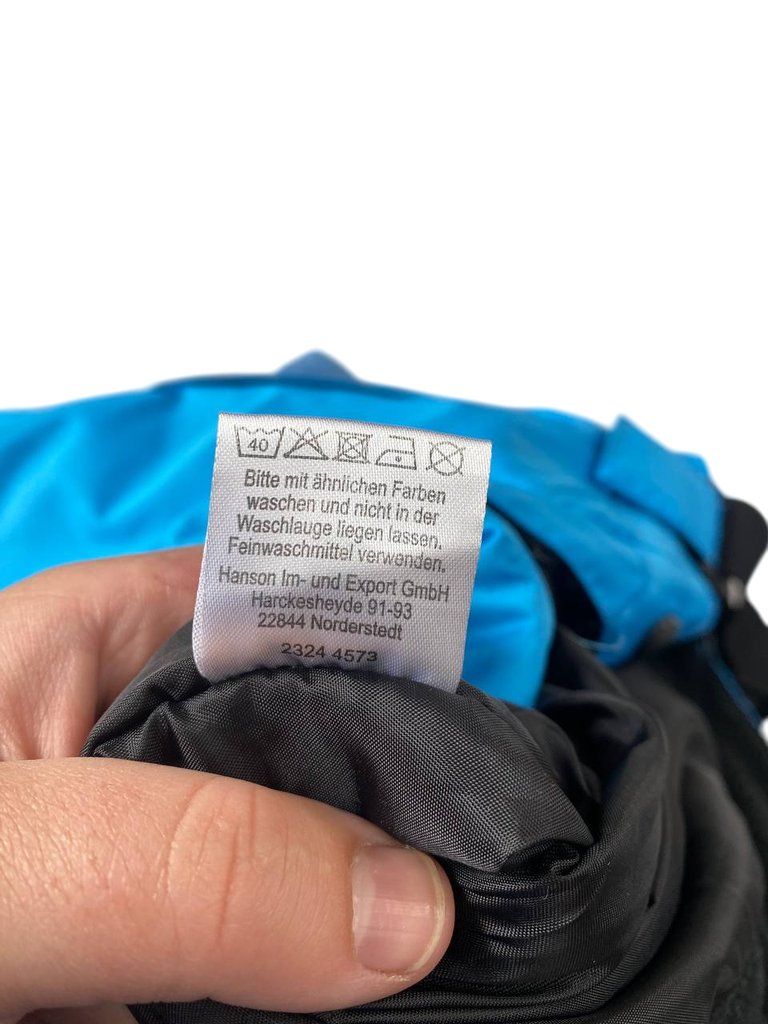 40
Bitte mit ähnlichen Farben
waschen und nicht in der
Waschlauge liegen lassen.
Feinwaschmittel verwenden.
Hanson Im- und Export GmbH
Harckesheyde 91-93
22844 Norderstedt
2324 4573